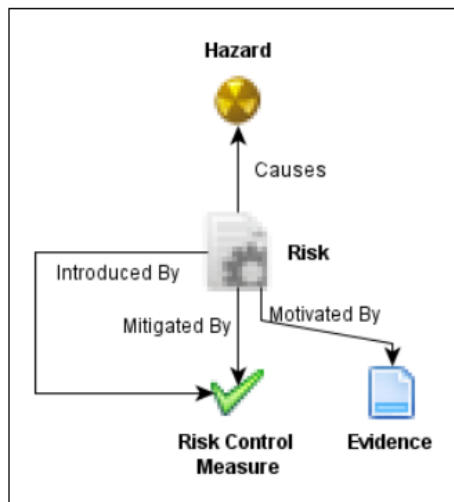 Hazard
Causes
Risk
Introduced By
Motivated By
Mitigated By
Risk Control
Measure
Evidence